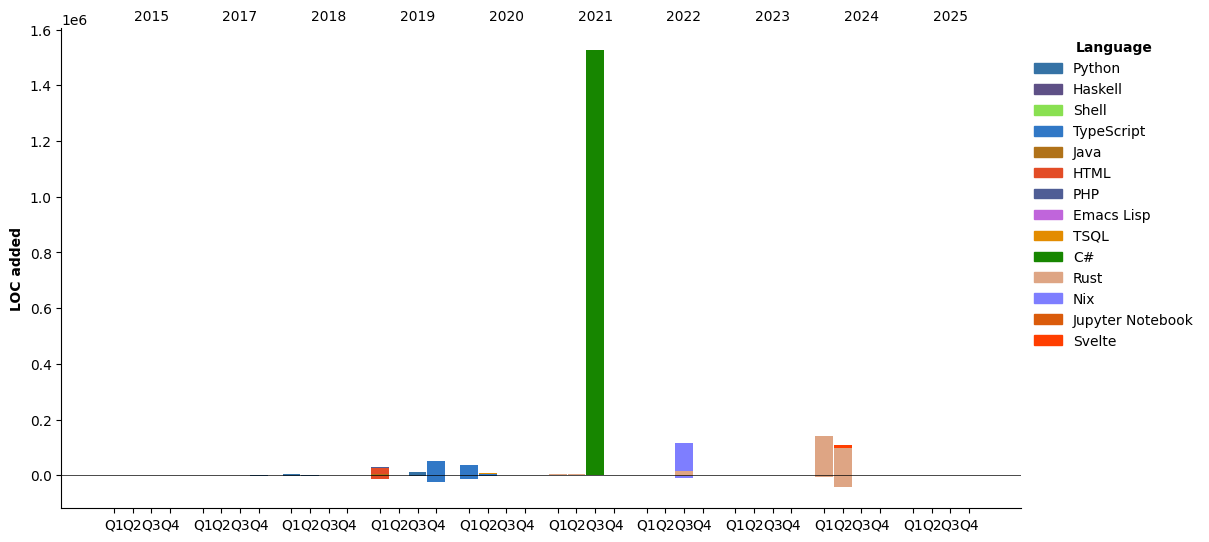 2015 2017 2018 2019 2020 2021 2022 2023 2024 2025
1e6
1.6
1.4
1.2
1.0
0.8
0.6
0.4
0.2
0.0
LOC added
Q1Q2Q3Q4 Q1Q2Q3Q4 Q1Q2Q3Q4 Q1Q2Q3Q4 Q1Q2Q3Q4 Q1Q2Q3Q4 Q1Q2Q3Q4 Q1Q2Q3Q4 Q1Q2Q3Q4 Q1Q2Q3Q4
Language
Python
Haskell
Shell
TypeScript
Java
HTML
PHP
Emacs Lisp
TSQL
C#
Rust
Nix
Jupyter Notebook
Svelte